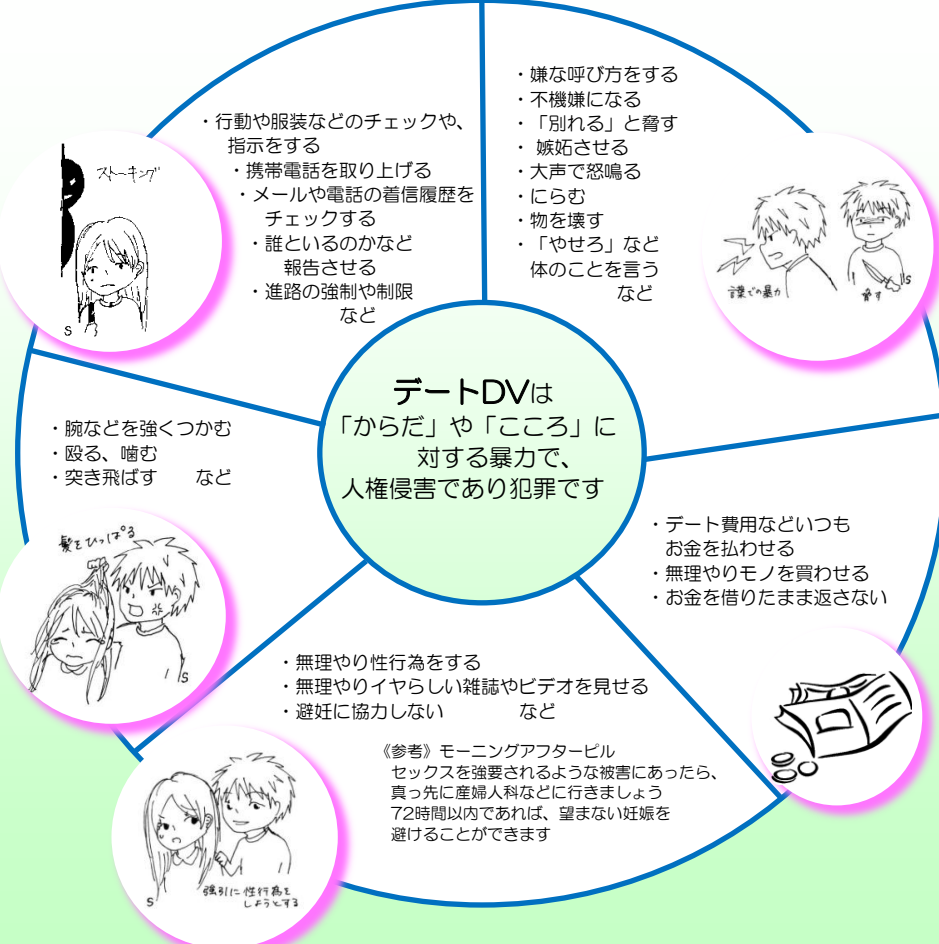 デートDVは
「からだ」や「こころ」に
対する暴力で、
人権侵害であり犯罪です
・行動や服装などのチェックや、
指示をする
・携帯電話を取り上げる
・メールや電話の着信履歴を
チェックする
・誰といるのかなど
報告させる
・進路の強制や制限
など
ストーキング
S
・嫌な呼び方をする
・不機嫌になる
・「別れる」と脅す
・ 嫉妬させる
・大声で怒鳴る
・にらむ
・物を壊す
・「やせろ」など
体のことを言う
など
言葉での暴力
脅す
S
・腕などを強くつかむ
・殴る、噛む
・突き飛ばす など
髪をひっぱる
S
・デート費用などいつも
お金を払わせる
・無理やりモノを買わせる
・お金を借りたまま返さない
・無理やり性行為をする
・無理やりイヤらしい雑誌やビデオを見せる
・避妊に協力しない など
《参考》モーニングアフターピル
セックスを強要されるような被害にあったら、
真っ先に産婦人科などに行きましょう
72時間以内であれば、望まない妊娠を
避けることができます
強引に性行為を
しようとする
S